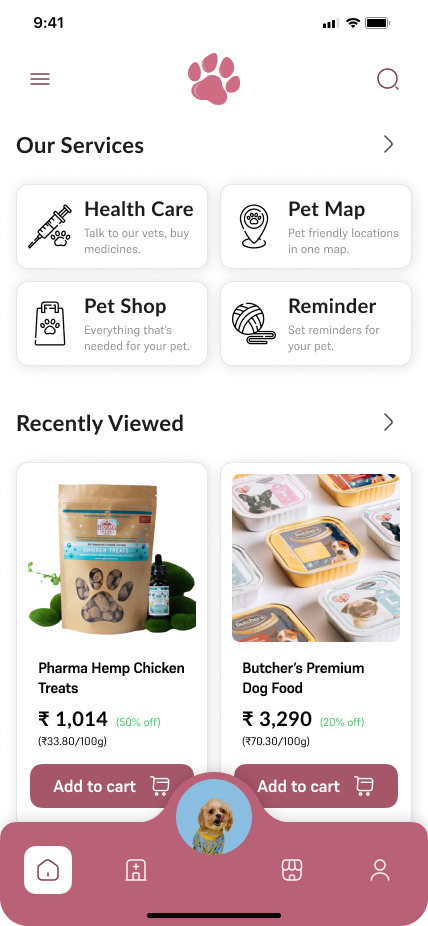 9:41
Our Services
Health Care
Talk to our vets, buy
medicines.
Pet Map
Pet friendly locations
in one map.
Pet Shop
Everything that's
needed for your pet.
Reminder
Set reminders for
your pet.
Recently Viewed
CHICKEN TREATS
Butcher's
Pharma Hemp Chicken
Treats
₹ 1,014 (50% off)
(₹33.80/100g)
Add to cart
Butcher's Premium
Dog Food
₹ 3,290 (20% off)
(₹70.30/100g)
Add to cart